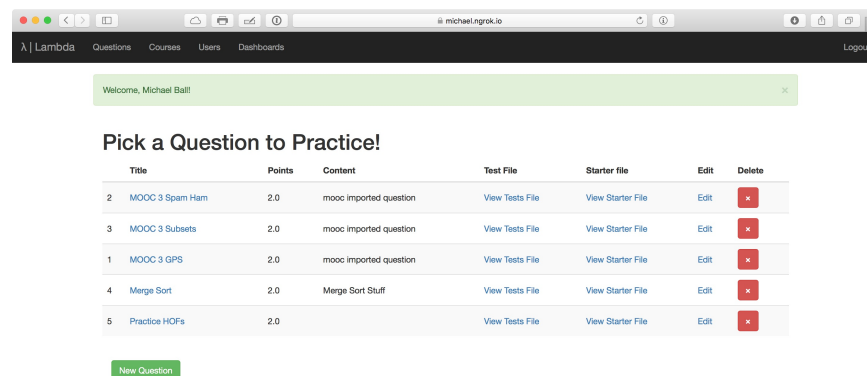 michael.ngrok.io
λ | Lambda Questions Courses Users Dashboards Logou
Welcome, Michael Ball! ×
Pick a Question to Practice!
Title Points Content Test File Starter file Edit Delete
2 MOOC 3 Spam Ham 2.0 mooc imported question View Tests File View Starter File Edit ×
3 MOOC 3 Subsets 2.0 mooc imported question View Tests File View Starter File Edit ×
1 MOOC 3 GPS 2.0 mooc imported question View Tests File View Starter File Edit ×
4 Merge Sort 2.0 Merge Sort Stuff View Tests File View Starter File Edit ×
5 Practice HOFs 2.0 View Tests File View Starter File Edit ×
New Question